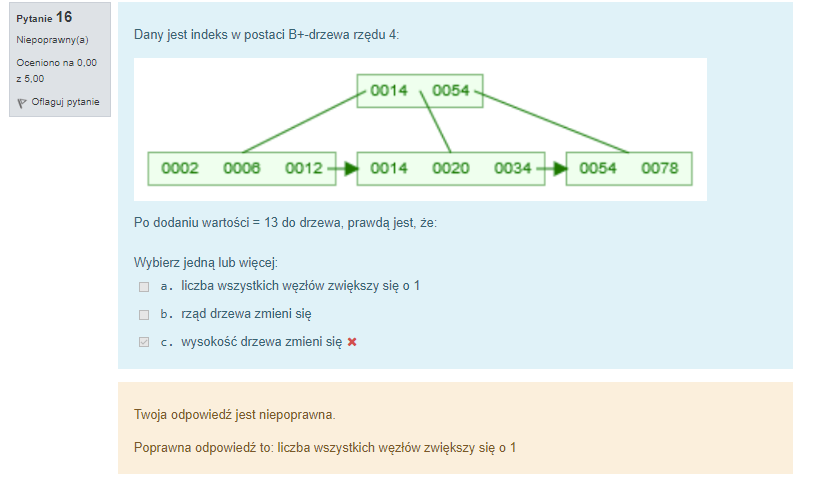 Pytanie 16
Niepoprawny(a)
Oceniono na 0,00
z 5,00
Oflaguj pytanie
Dany jest indeks w postaci B+-drzewa rzędu 4:
0014 0054
0002 0006 0012 0014 0020 0034 0054 0078
Po dodaniu wartości = 13 do drzewa, prawdą jest, że:
Wybierz jedną lub więcej:
a. liczba wszystkich węzłów zwiększy się o 1
b. rząd drzewa zmieni się
c. wysokość drzewa zmieni się
Twoja odpowiedź jest niepoprawna.
Poprawna odpowiedź to: liczba wszystkich węzłów zwiększy się o 1